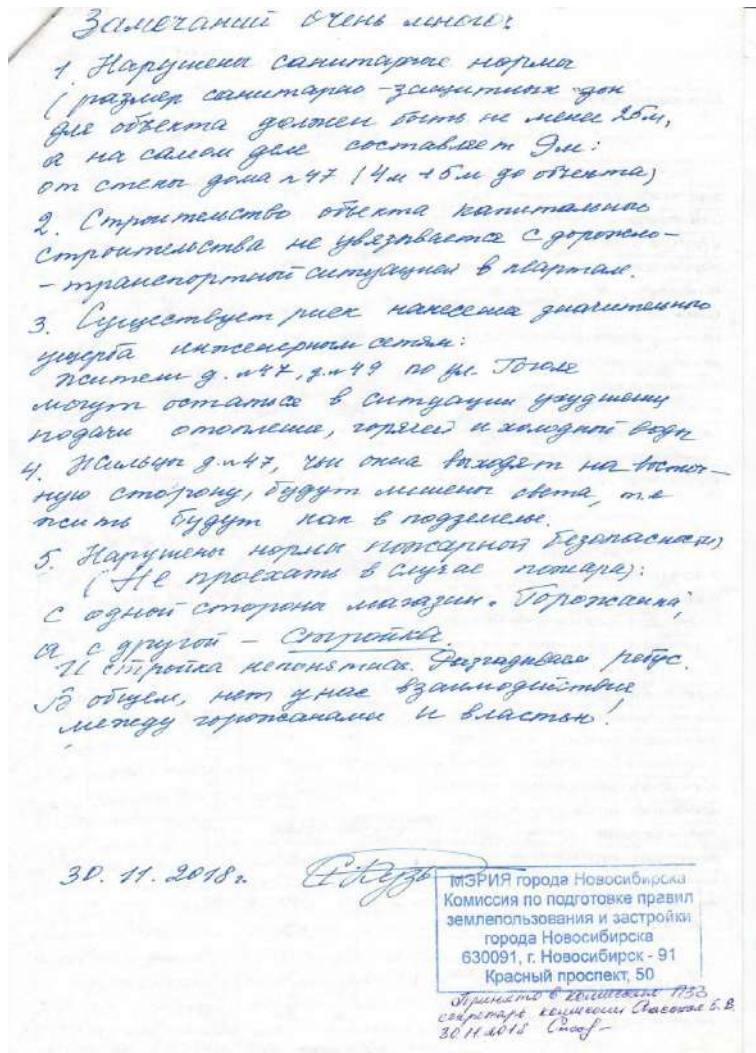 Замечаний очень много:
1. Нарушены санитарные нормы
(размер санитарно-защитных зон
для объекта должен быть не менее 25м,
а на самом деле составляет 9м:
от стены дома №47 (4м + 5м до объекта)
2. Строительство объекта капитального
строительства не увязывается с дорожно-
-транспортной ситуацией в квартале.
3. Существует риск нанесения значительного
ущерба инженерным сетям:
жители д.№47, д.№49 по ул. Гоголя
могут остаться в ситуации ухудшения
подачи отопления, горячей и холодной воды
4. Жильцы д.№47, чьи окна выходят на восточ-
ную сторону, будут лишены света, т.е
жить будут как в подземелье.
5. Нарушены нормы пожарной безопасности
(Не проехать в случае пожара):
с одной стороны магазин "Горожанка",
а с другой – стройка.
И стройка непонятная. Разгадываем ребус.
В общем, нет у нас взаимодействия
между горожанами и властью!
30.11.2018г.
МЭРИЯ города Новосибирска
Комиссия по подготовке правил
землепользования и застройки
города Новосибирска
630091, г. Новосибирск - 91
Красный проспект, 50
Принято в комиссии ПЗЗ
секретарь комиссии Е.В.
30.11.2018